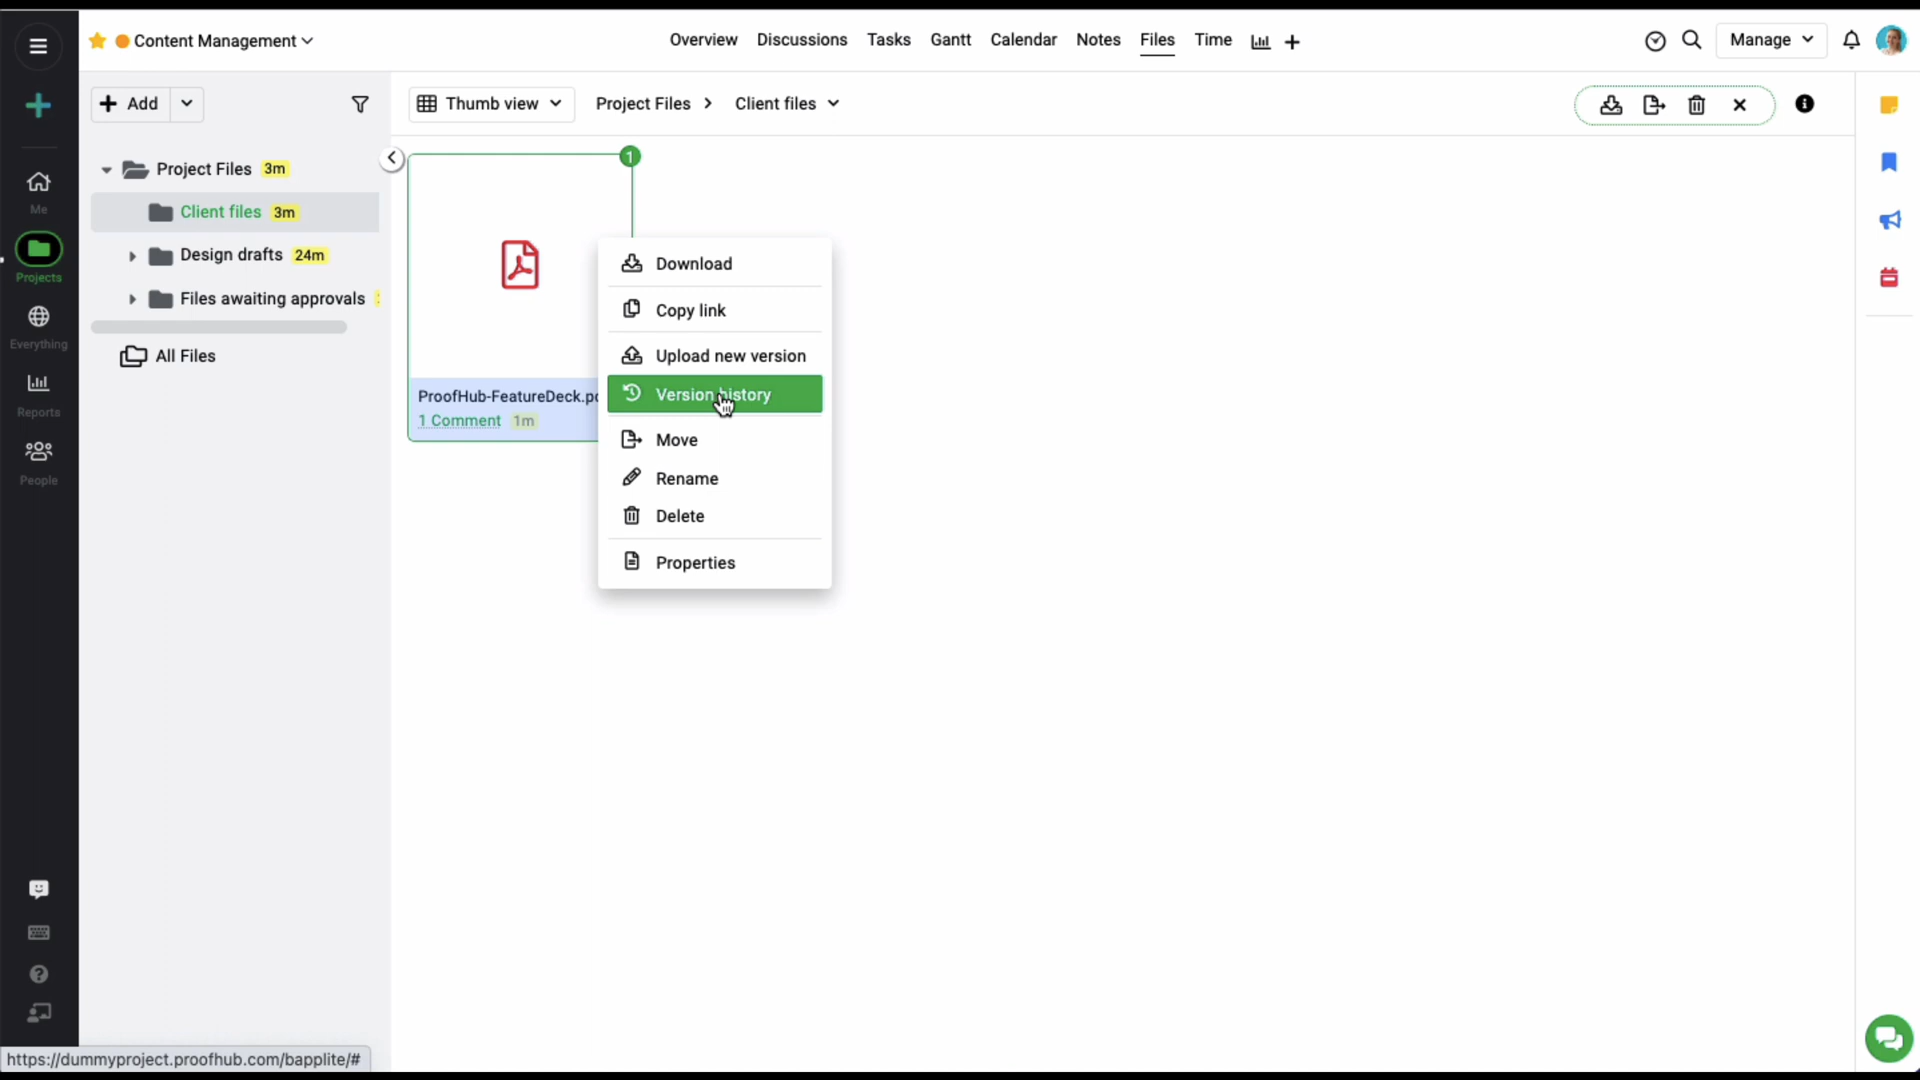 Content Management
Overview Discussions Tasks Gantt Calendar Notes Files Time
Manage
Add
Thumb view
Project Files
Client files
Project Files 3m
Client files 3m
Design drafts 24m
Files awaiting approvals
All Files
Me
Projects
Everything
Reports
People
1
ProofHub-FeatureDeck.pd
1 Comment 1m
Download
Copy link
Upload new version
Version history
Move
Rename
Delete
Properties
https://dummyproject.proofhub.com/bapplite/#